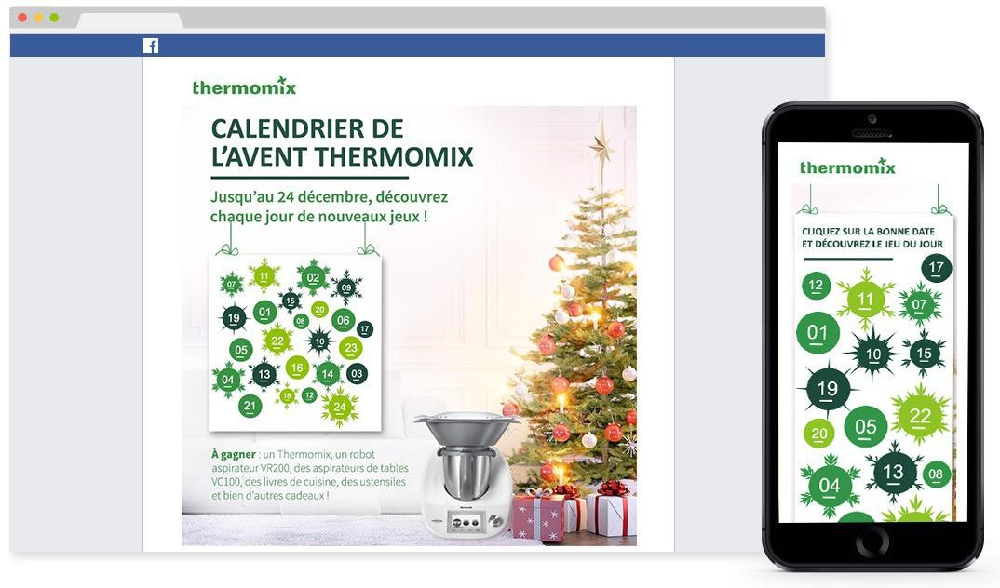 thermomix
CALENDRIER DE
L'AVENT THERMOMIX
Jusqu'au 24 décembre, découvrez
chaque jour de nouveaux jeux !
07 11 02 09
19 01 15 08 20 06 17
05 22 10 23
04 13 16 14 03
21 18 12 24
À gagner : un Thermomix, un robot
aspirateur VR200, des aspirateurs de tables
VC100, des livres de cuisine, des ustensiles
et bien d'autres cadeaux !
thermomix
CLIQUEZ SUR LA BONNE DATE
ET DÉCOUVREZ LE JEU DU JOUR
17
12 11 07
01 10 15
19 22
20 05
04 13 08